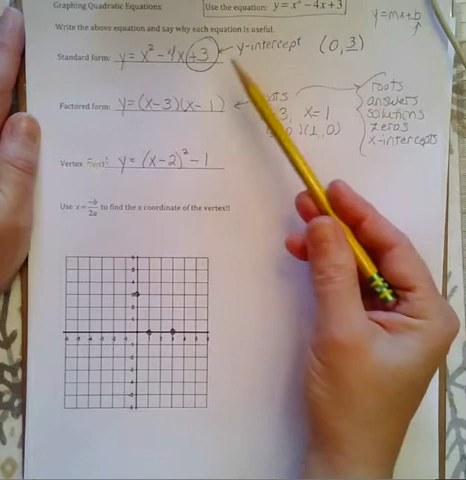 Graphing Quadratic Equations
Use the equation: y = x² − 4x + 3
y = mx + b
Write the above equation and say why each equation is useful.
Standard form: y = x² − 4x + 3 ← y-intercept (0, 3)
Factored form: y = (x − 3)(x − 1) ←
3, x = 1
(1, 0)
roots
answers
solutions
zeros
x-intercepts
Vertex Form: y = (x − 2)² − 1
Use x = −b/2a to find the x coordinate of the vertex!!